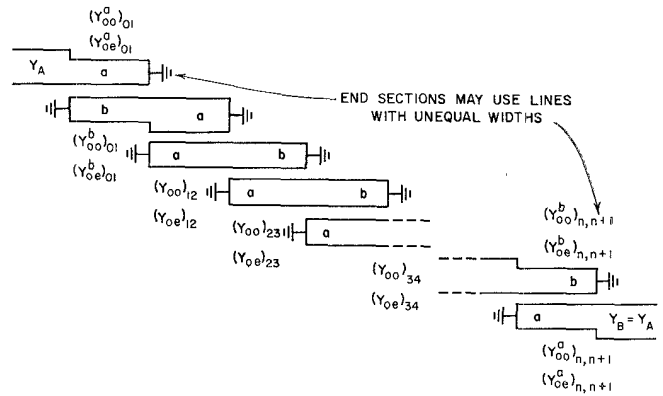 (Y^a_oo)_01
(Y^a_oe)_01
Y_A a
END SECTIONS MAY USE LINES
WITH UNEQUAL WIDTHS
b a
(Y^b_oo)_01
(Y^b_oe)_01
a b
(Y_oo)_12
(Y_oe)_12
a b
(Y_oo)_23
(Y_oe)_23
a
(Y^b_oo)_n,n+1
(Y^b_oe)_n,n+1
(Y_oo)_34
(Y_oe)_34
b
a Y_B = Y_A
(Y^a_oo)_n,n+1
(Y^a_oe)_n,n+1